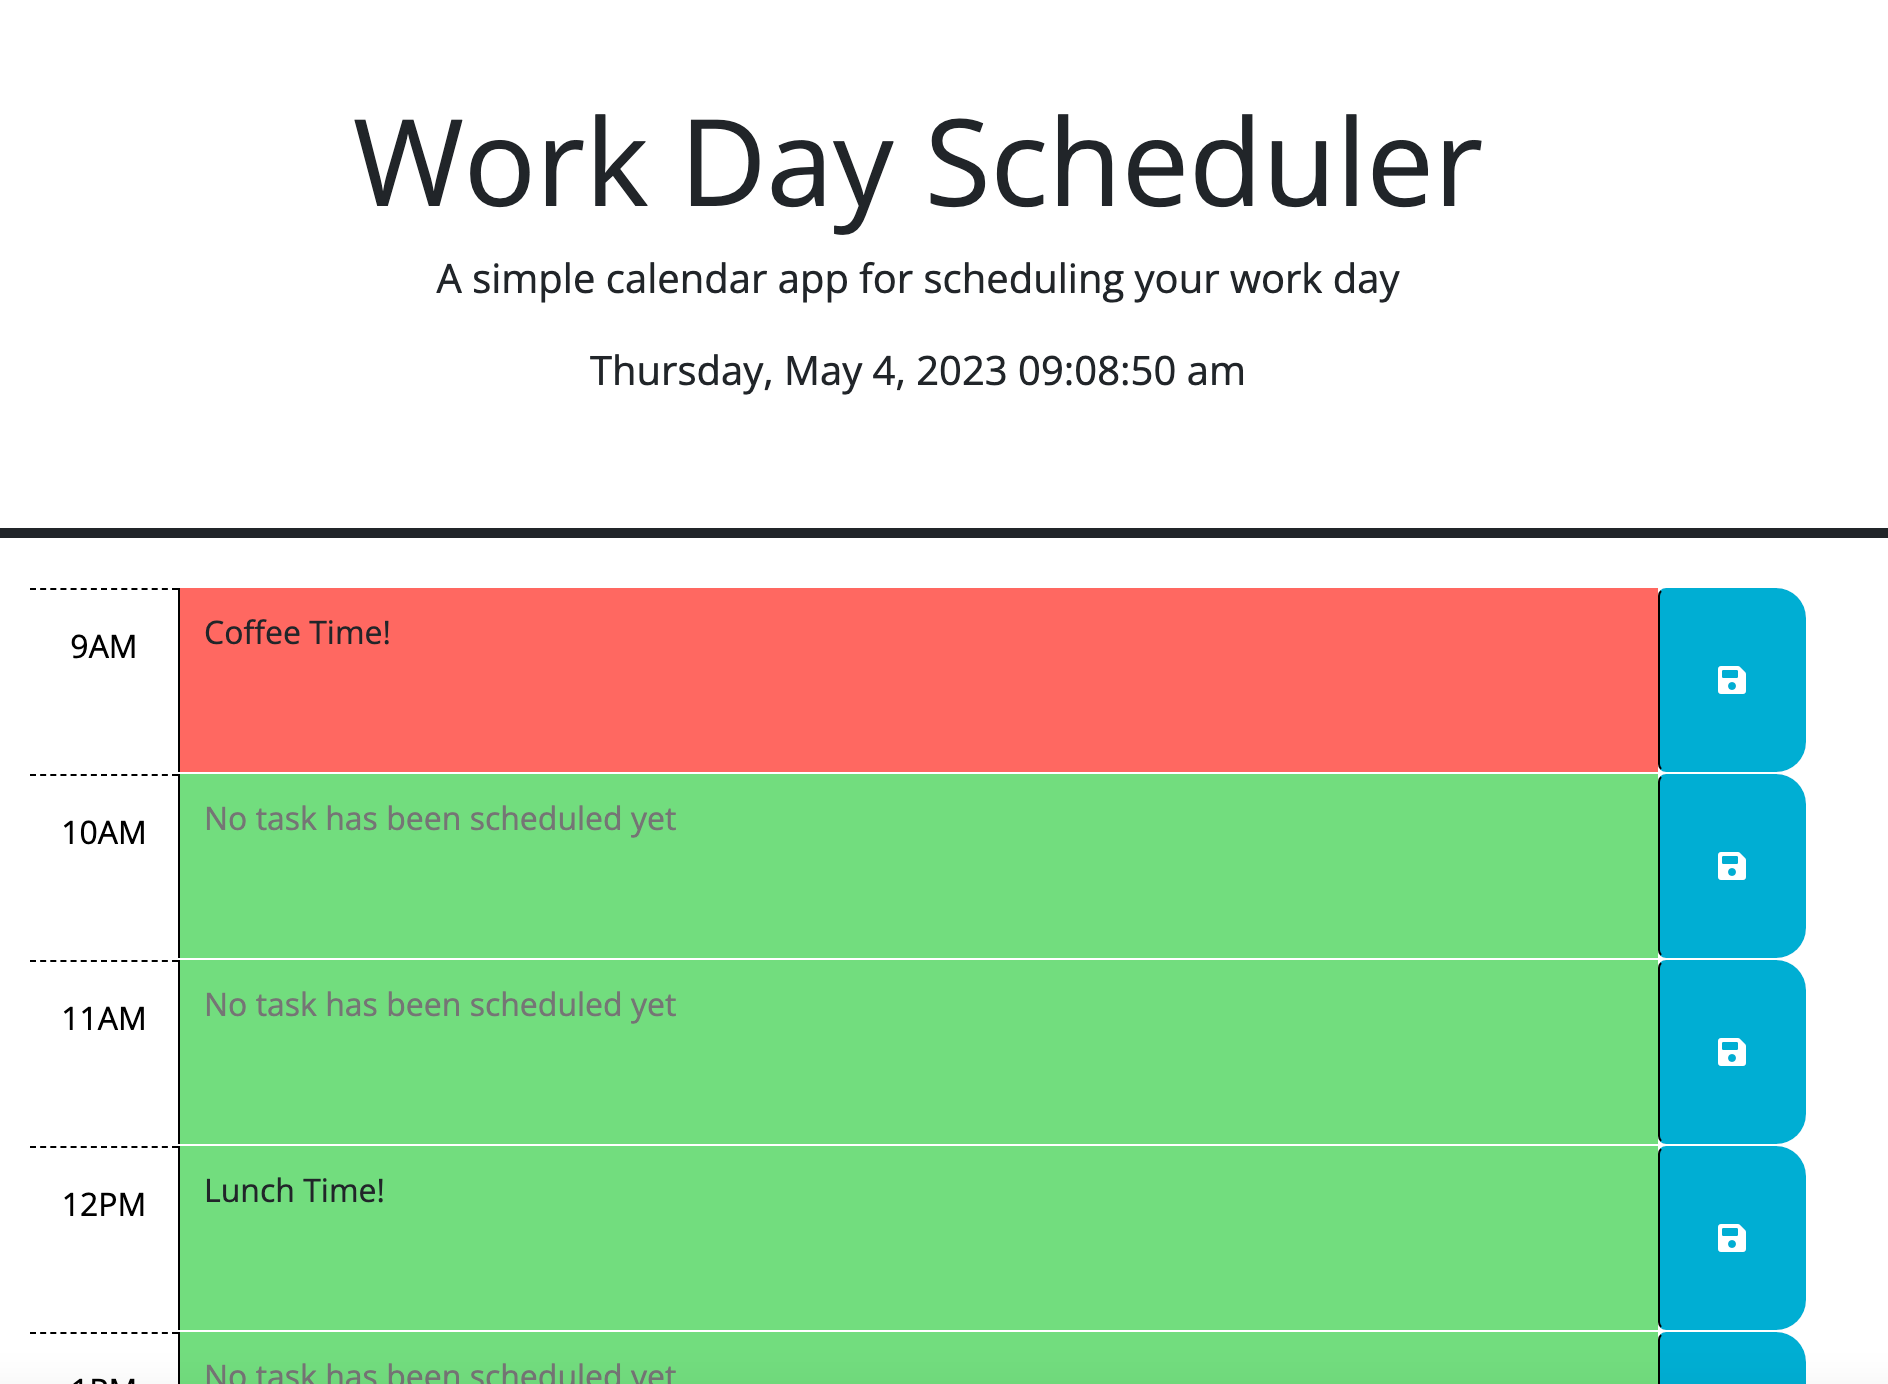 Work Day Scheduler
A simple calendar app for scheduling your work day
Thursday, May 4, 2023 09:08:50 am
9AM
Coffee Time!
10AM
No task has been scheduled yet
11AM
No task has been scheduled yet
12PM
Lunch Time!
1PM
No task has been scheduled yet